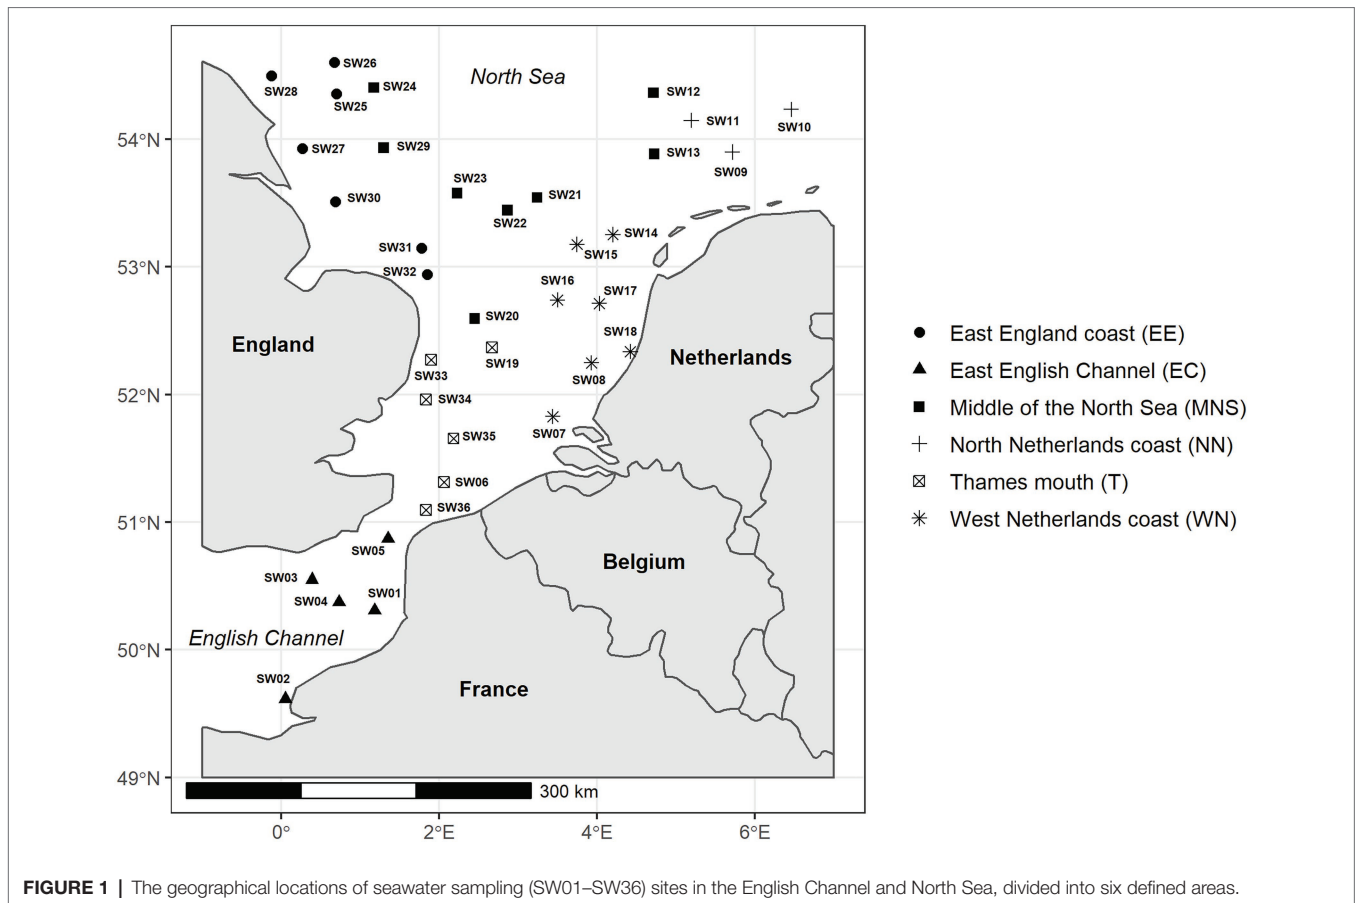 North Sea
SW26
SW28
SW24
SW25
SW12
SW11
SW10
54°N
SW27
SW29
SW13
SW09
SW23
SW30
SW21
SW22
SW14
SW31
SW15
53°N
SW32
SW16
SW17
SW20
SW18
England
Netherlands
SW19
SW33
SW08
52°N
SW34
SW07
SW35
SW06
SW36
51°N
SW05
Belgium
SW03
SW01
SW04
English Channel
50°N
SW02
France
49°N
300 km
0°
2°E
4°E
6°E
East England coast (EE)
East English Channel (EC)
Middle of the North Sea (MNS)
North Netherlands coast (NN)
Thames mouth (T)
West Netherlands coast (WN)
FIGURE 1 | The geographical locations of seawater sampling (SW01–SW36) sites in the English Channel and North Sea, divided into six defined areas.